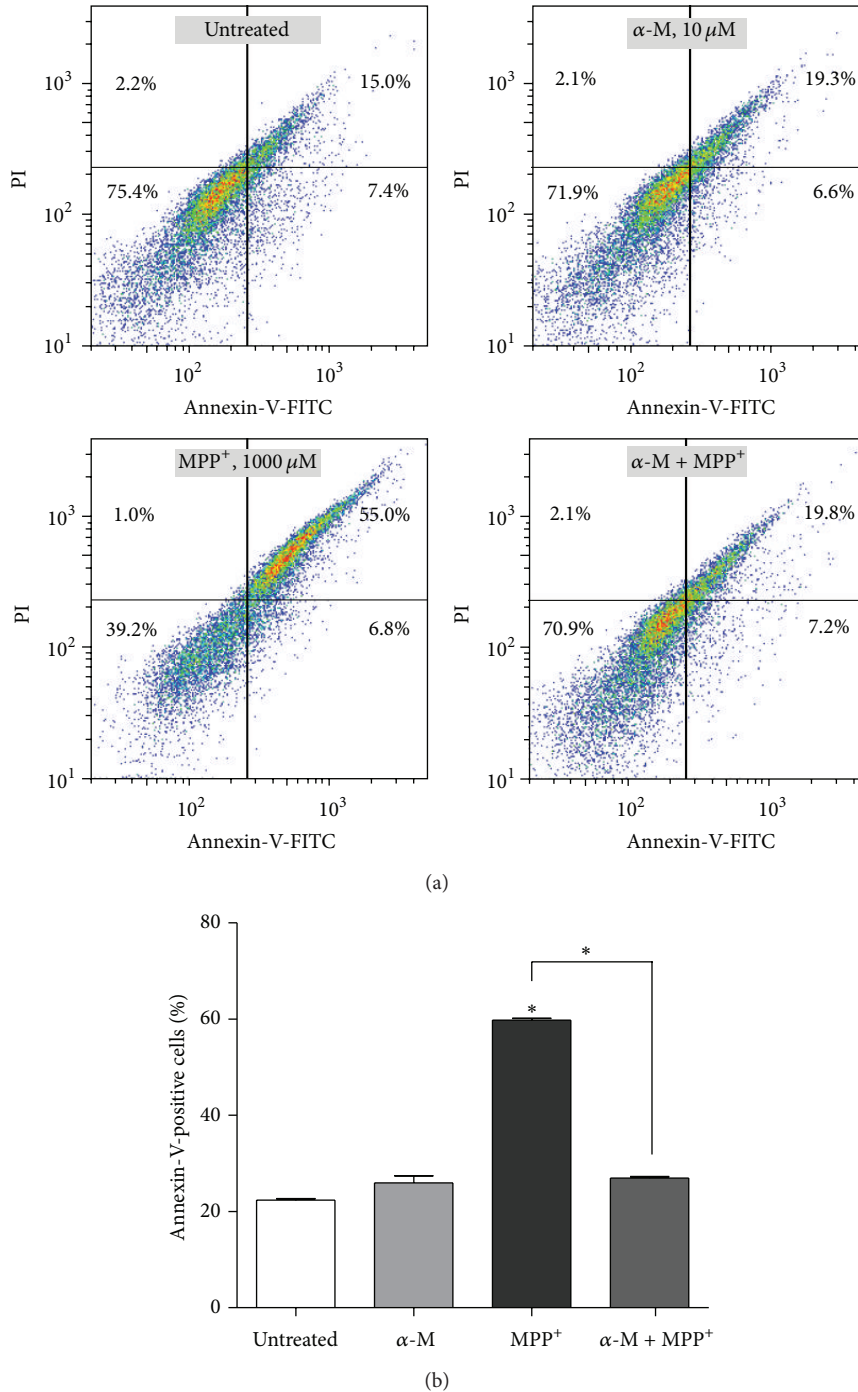 Untreated
2.2%
15.0%
75.4%
7.4%
PI
10³
10²
10¹
10² 10³
Annexin-V-FITC
α-M, 10 μM
2.1%
19.3%
71.9%
6.6%
PI
10³
10²
10¹
10² 10³
Annexin-V-FITC
MPP⁺, 1000 μM
1.0%
55.0%
39.2%
6.8%
PI
10³
10²
10¹
10² 10³
Annexin-V-FITC
α-M + MPP⁺
2.1%
19.8%
70.9%
7.2%
PI
10³
10²
10¹
10² 10³
Annexin-V-FITC
(a)
Annexin-V-positive cells (%)
80
60
40
20
0
*
*
Untreated α-M MPP⁺ α-M + MPP⁺
(b)